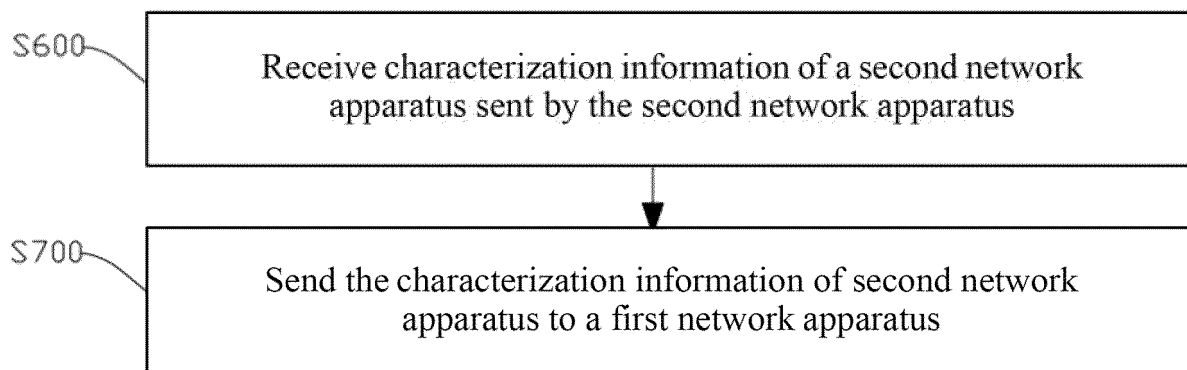 S600
Receive characterization information of a second network
apparatus sent by the second network apparatus
S700
Send the characterization information of second network
apparatus to a first network apparatus